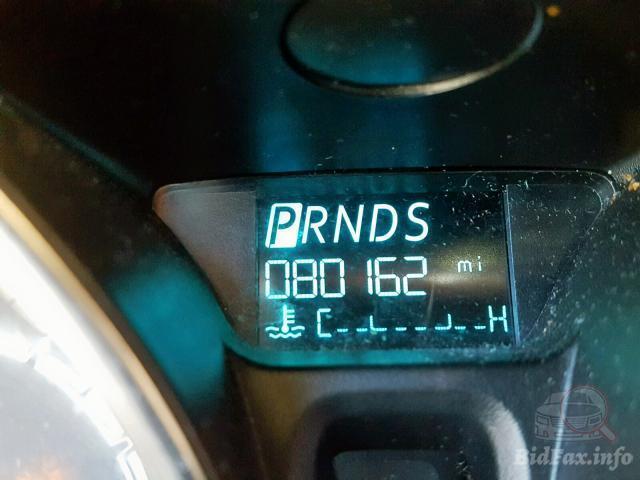 PRNDS
080162 mi
C H
BidFax.info